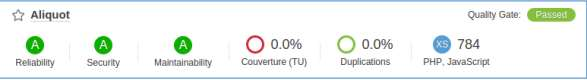 Aliquot
Quality Gate: Passed
A A A 0.0% 0.0% XS 784
Reliability Security Maintainability Couverture (TU) Duplications PHP, JavaScript